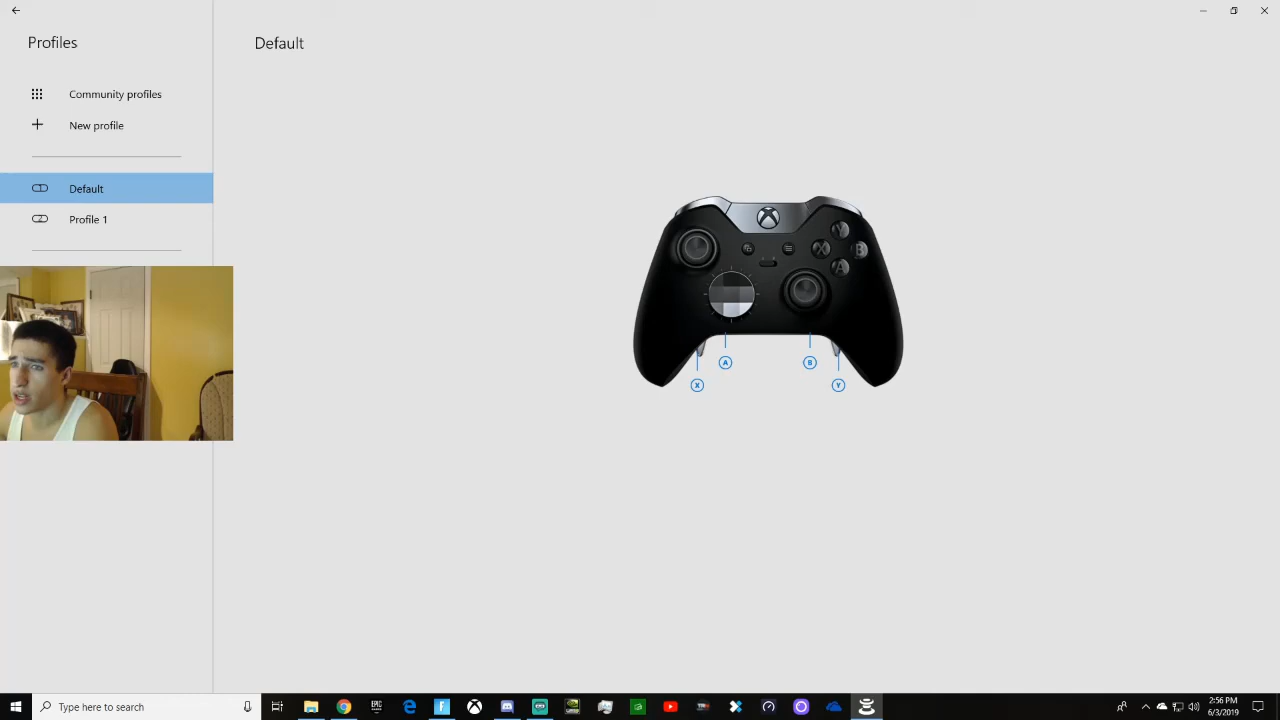 Profiles
Default
Community profiles
New profile
Default
Profile 1
Y
X
B
A
A
B
X
Y
EPIC
Type here to search
2:56 PM
6/3/2019